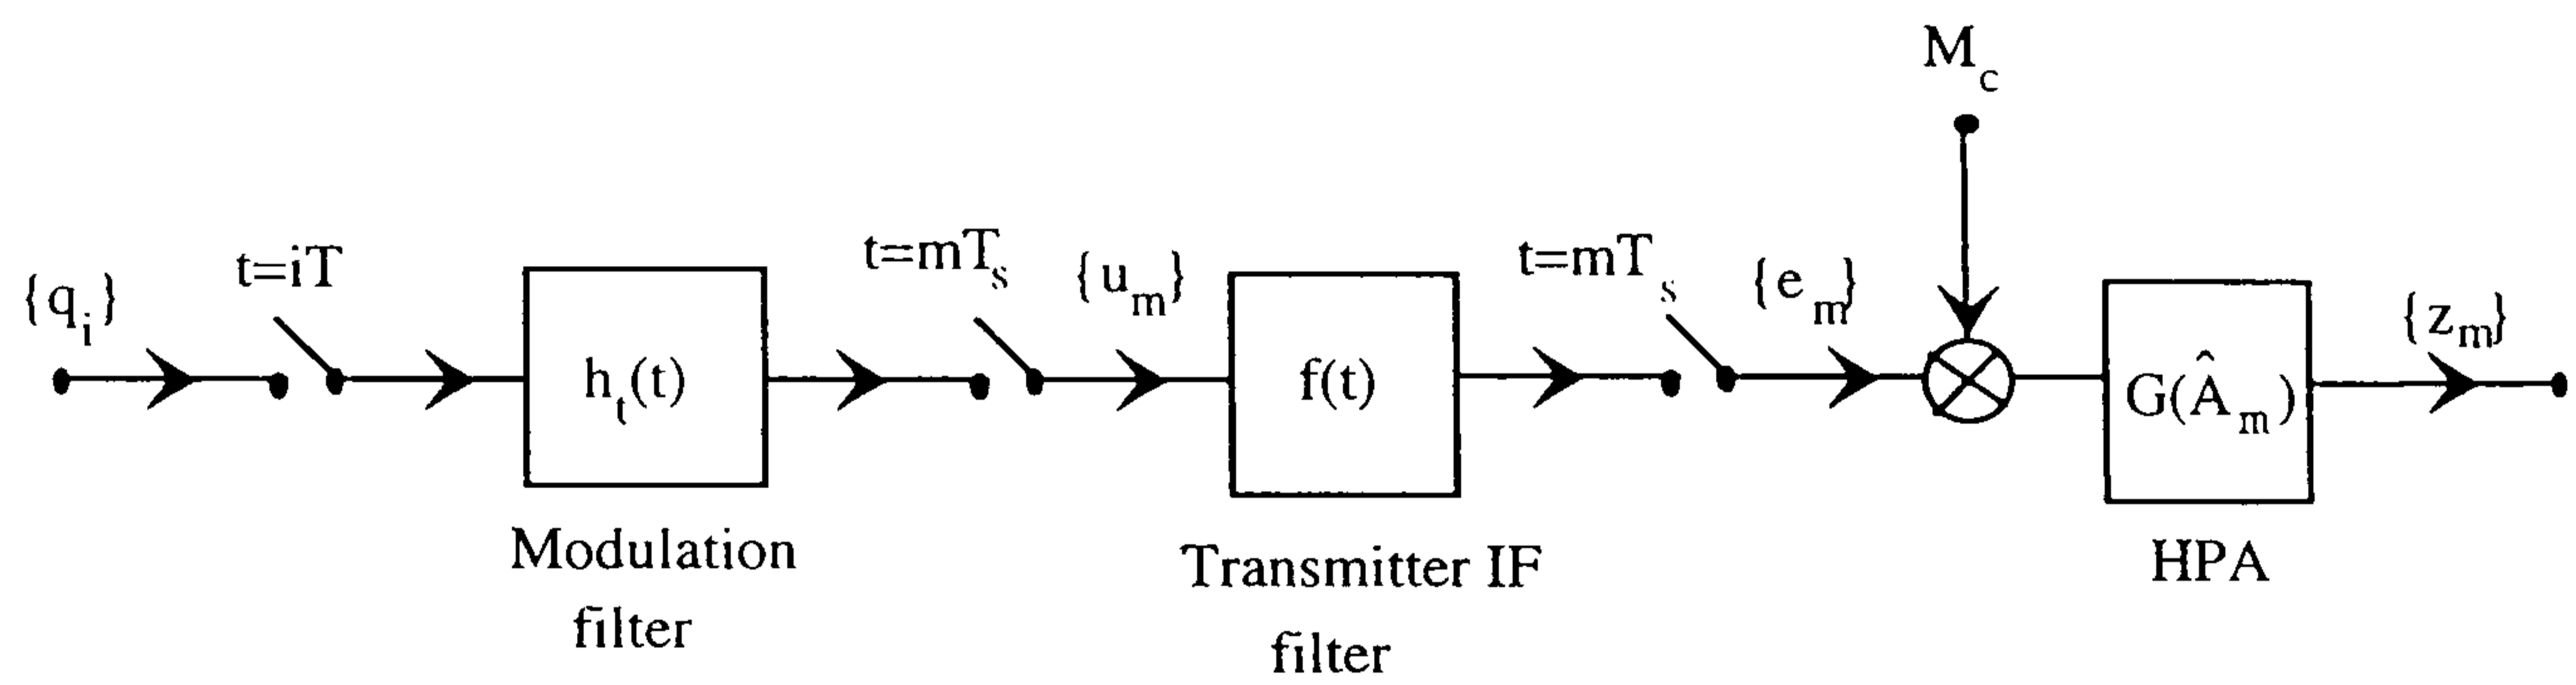 M_c
{q_i}
t=iT
h_t(t)
t=mT_s
{u_m}
f(t)
t=mT_s
{e_m}
G(Â_m)
{z_m}
Modulation
filter
Transmitter IF
filter
HPA